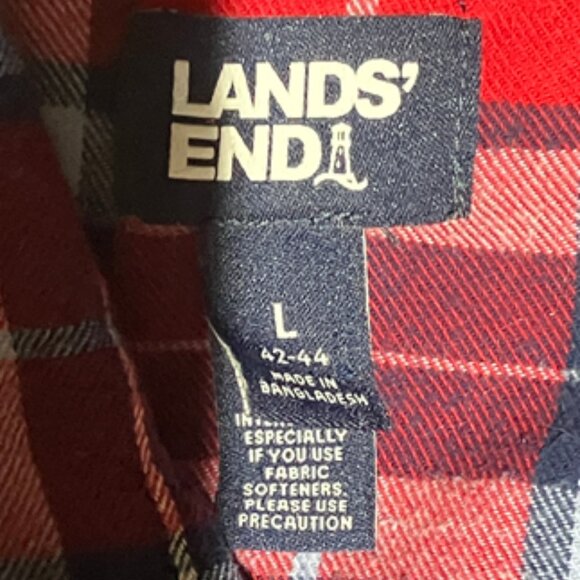 LANDS'
END
L
42-44
MADE IN
BANGLADESH
ESPECIALLY
IF YOU USE
FABRIC
SOFTENERS.
PLEASE USE
PRECAUTION